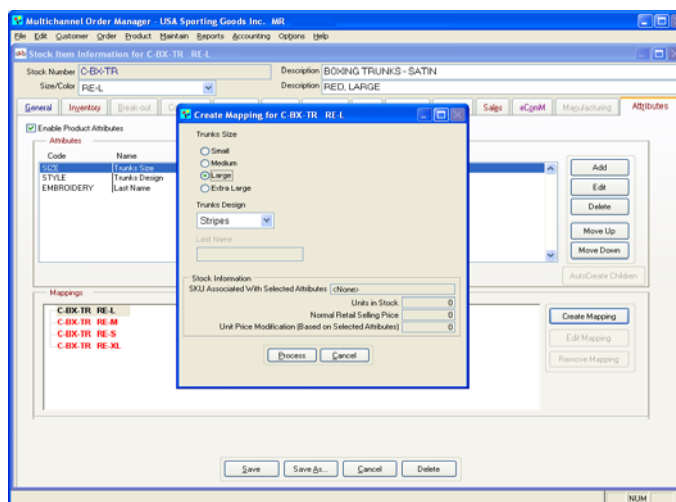 Multichannel Order Manager - USA Sporting Goods Inc. MR
File Edit Customer Order Product Maintain Reports Accounting Options Help
Stock Item Information for C-BX-TR RE-L
Stock Number C-BX-TR Description BOXING TRUNKS - SATIN
Size/Color RE-L Description RED, LARGE
General Inventory Break-out Sales eComM Manufacturing Attributes
Enable Product Attributes
Attributes
Code Name
SIZE Trunks Size
STYLE Trunks Design
EMBROIDERY Last Name
Add
Edit
Delete
Move Up
Move Down
AutoCreate Children
Mappings
C-BX-TR RE-L
C-BX-TR RE-M
C-BX-TR RE-S
C-BX-TR RE-XL
Create Mapping
Edit Mapping
Remove Mapping
Create Mapping for C-BX-TR RE-L
Trunks Size
Small
Medium
Large
Extra Large
Trunks Design
Stripes
Last Name
Stock Information
SKU Associated With Selected Attributes <None>
Units in Stock 0
Normal Retail Selling Price 0
Unit Price Modification (Based on Selected Attributes) 0
Process Cancel
Save Save As... Cancel Delete
NUM